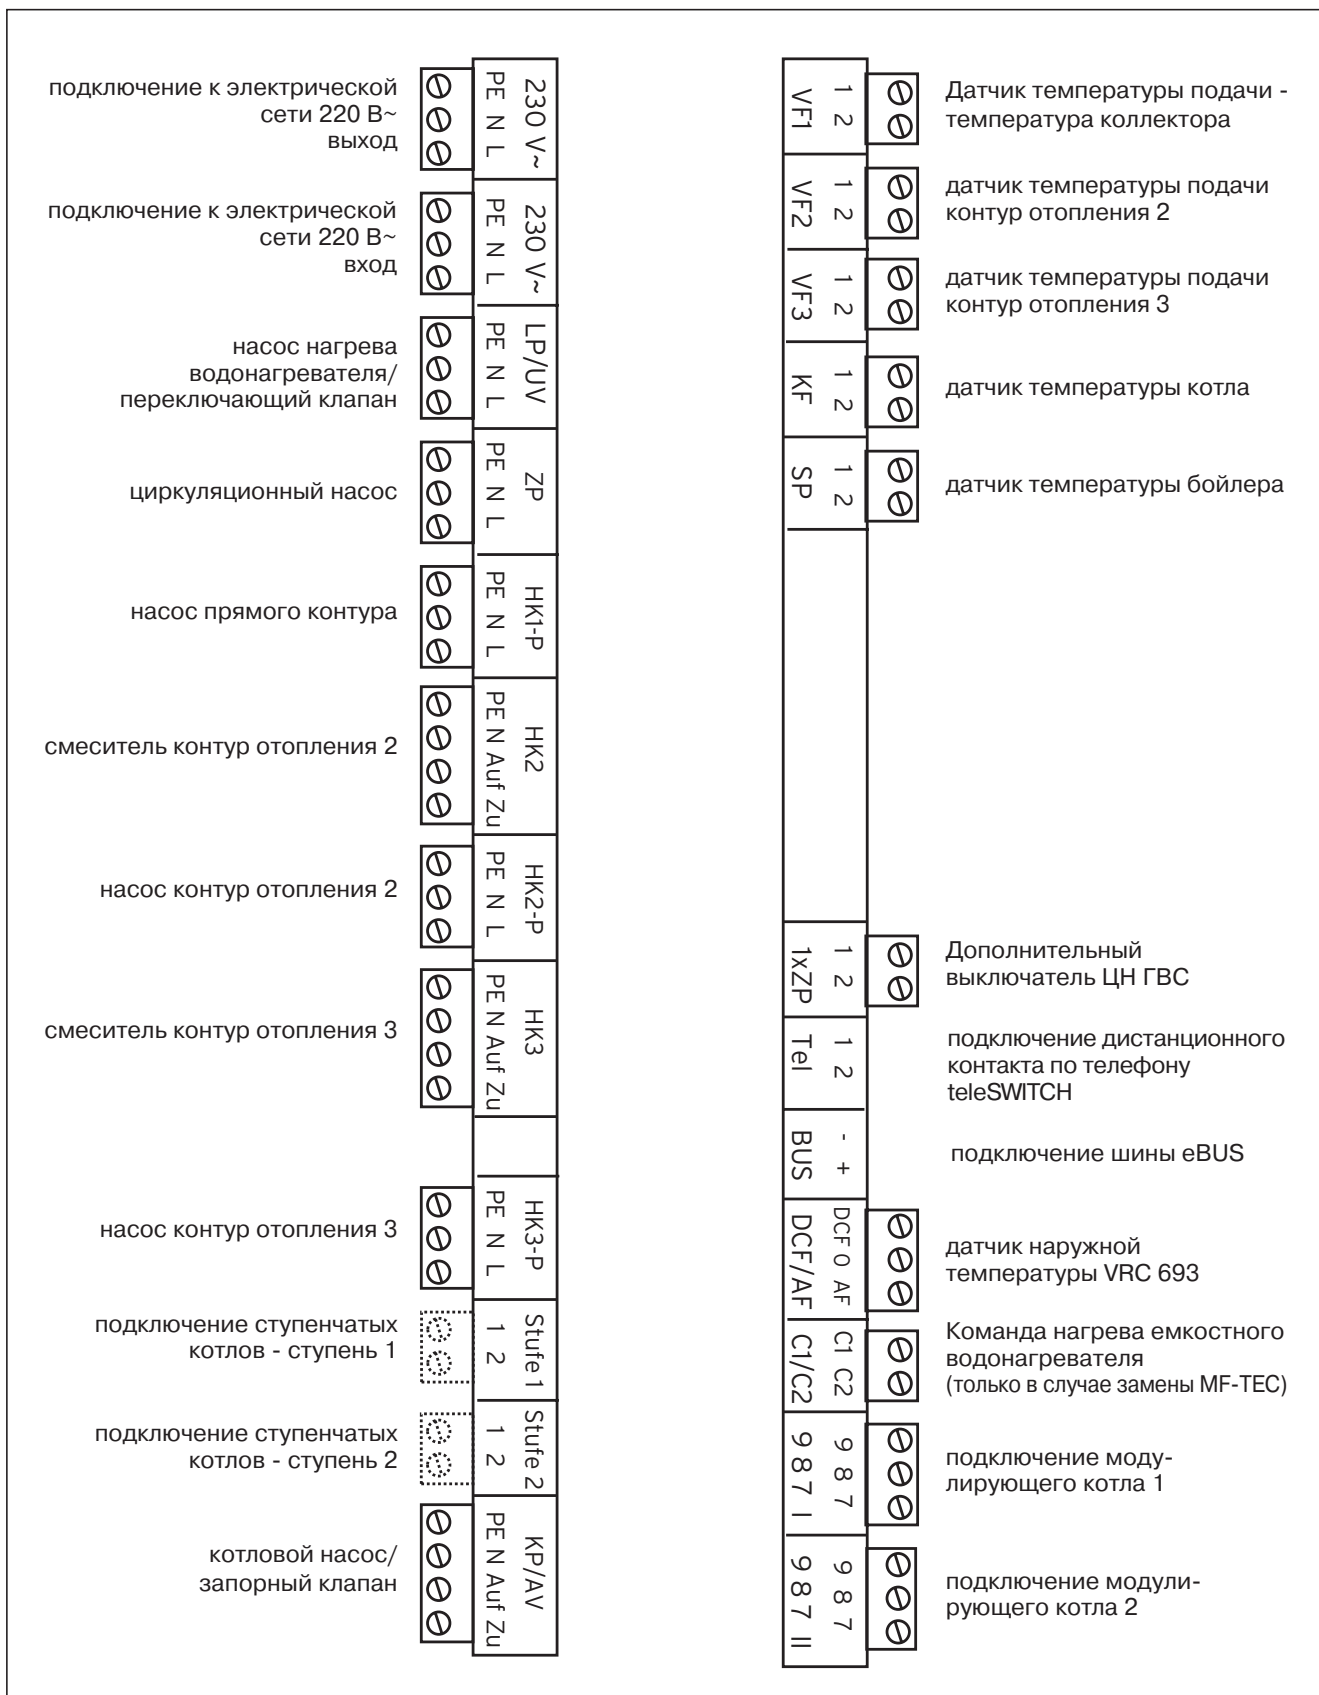 подключение к электрической
сети 220 В~
выход
PE N L
230 V~
подключение к электрической
сети 220 В~
вход
PE N L
230 V~
насос нагрева
водонагревателя/
переключающий клапан
PE N L
LP/UV
циркуляционный насос
PE N L
ZP
насос прямого контура
PE N L
HK1-P
смеситель контур отопления 2
PE N Auf Zu
HK2
насос контур отопления 2
PE N L
HK2-P
смеситель контур отопления 3
PE N Auf Zu
HK3
насос контур отопления 3
PE N L
HK3-P
подключение ступенчатых
котлов - ступень 1
1 2
Stufe 1
подключение ступенчатых
котлов - ступень 2
1 2
Stufe 2
котловой насос/
запорный клапан
PE N Auf Zu
KP/AV
VF1
1 2
Датчик температуры подачи -
температура коллектора
VF2
1 2
датчик температуры подачи
контур отопления 2
VF3
1 2
датчик температуры подачи
контур отопления 3
KF
1 2
датчик температуры котла
SP
1 2
датчик температуры бойлера
1xZP
1 2
Дополнительный
выключатель ЦН ГВС
Tel
1 2
подключение дистанционного
контакта по телефону
teleSWITCH
BUS
- +
подключение шины eBUS
DCF/AF
DCF 0 AF
датчик наружной
температуры VRC 693
C1/C2
C1 C2
Команда нагрева емкостного
водонагревателя
(только в случае замены MF-TEC)
9 8 7 I
9 8 7
подключение моду-
лирующего котла 1
9 8 7 II
9 8 7
подключение модули-
рующего котла 2